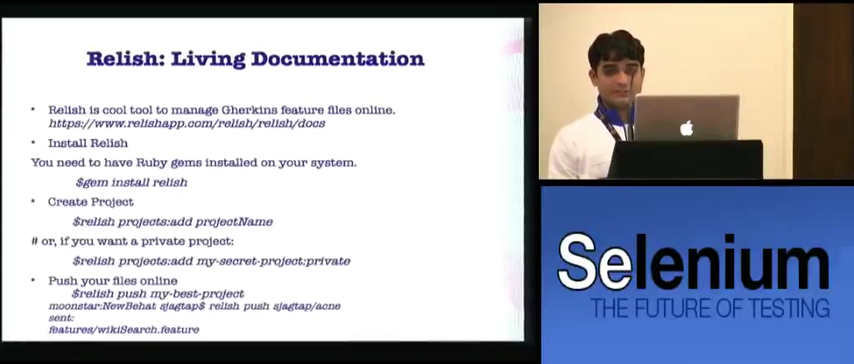 Relish: Living Documentation
• Relish is cool tool to manage Gherkins feature files online.
https://www.relishapp.com/relish/relish/docs
• Install Relish
You need to have Ruby gems installed on your system.
$gem install relish
• Create Project
$relish projects:add projectName
# or, if you want a private project:
$relish projects:add my-secret-project:private
• Push your files online
$relish push my-best-project
moonstar:NewBehat sjagtap$ relish push sjagtap/acne
sent:
features/wikiSearch.feature
Selenium
THE FUTURE OF TESTING